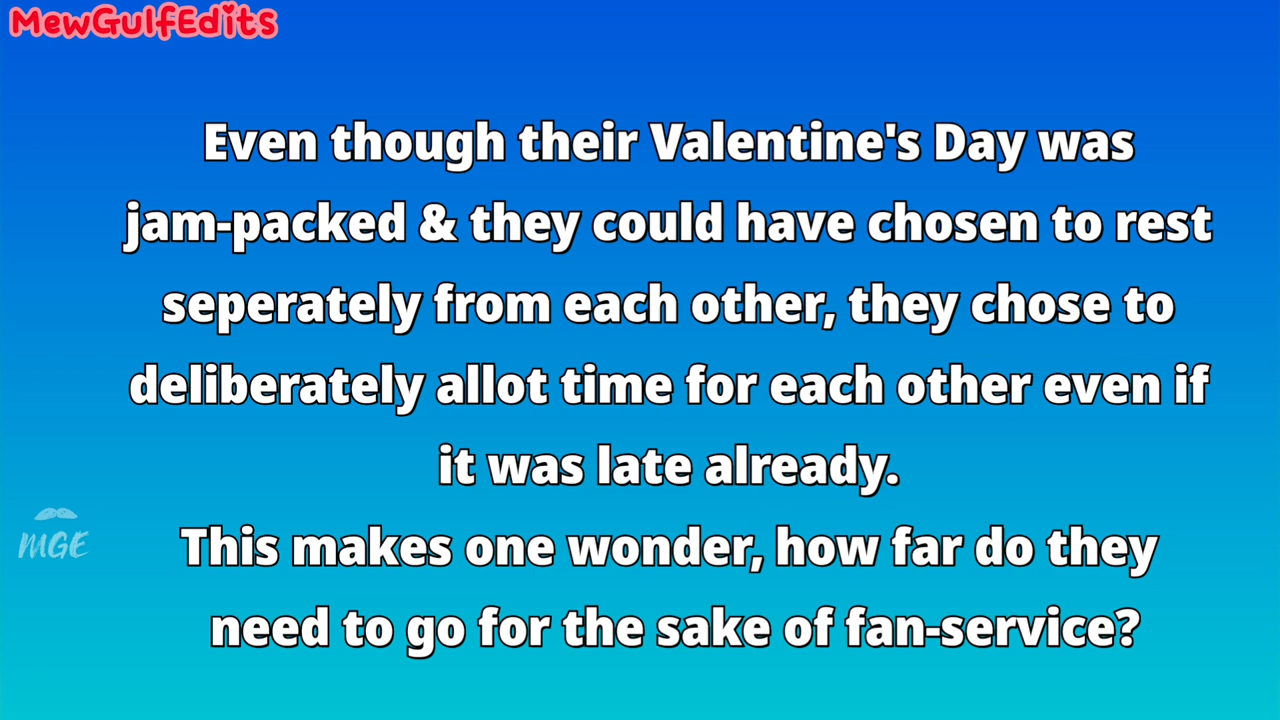 MewGulfEdits
Even though their Valentine's Day was
jam-packed & they could have chosen to rest
seperately from each other, they chose to
deliberately allot time for each other even if
it was late already.
MGE
This makes one wonder, how far do they
need to go for the sake of fan-service?